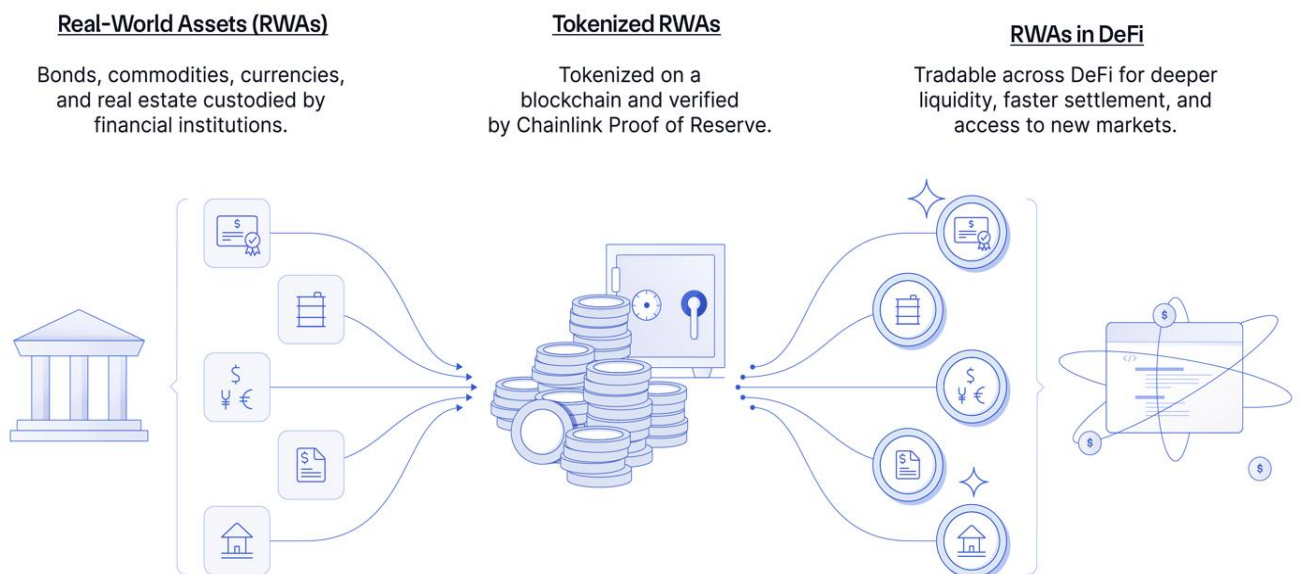 Real-World Assets (RWAs)
Bonds, commodities, currencies,
and real estate custodied by
financial institutions.
Tokenized RWAs
Tokenized on a
blockchain and verified
by Chainlink Proof of Reserve.
RWAs in DeFi
Tradable across DeFi for deeper
liquidity, faster settlement, and
access to new markets.
$
$
¥ €
$
$
$
¥ €
$
$
</>
$
$